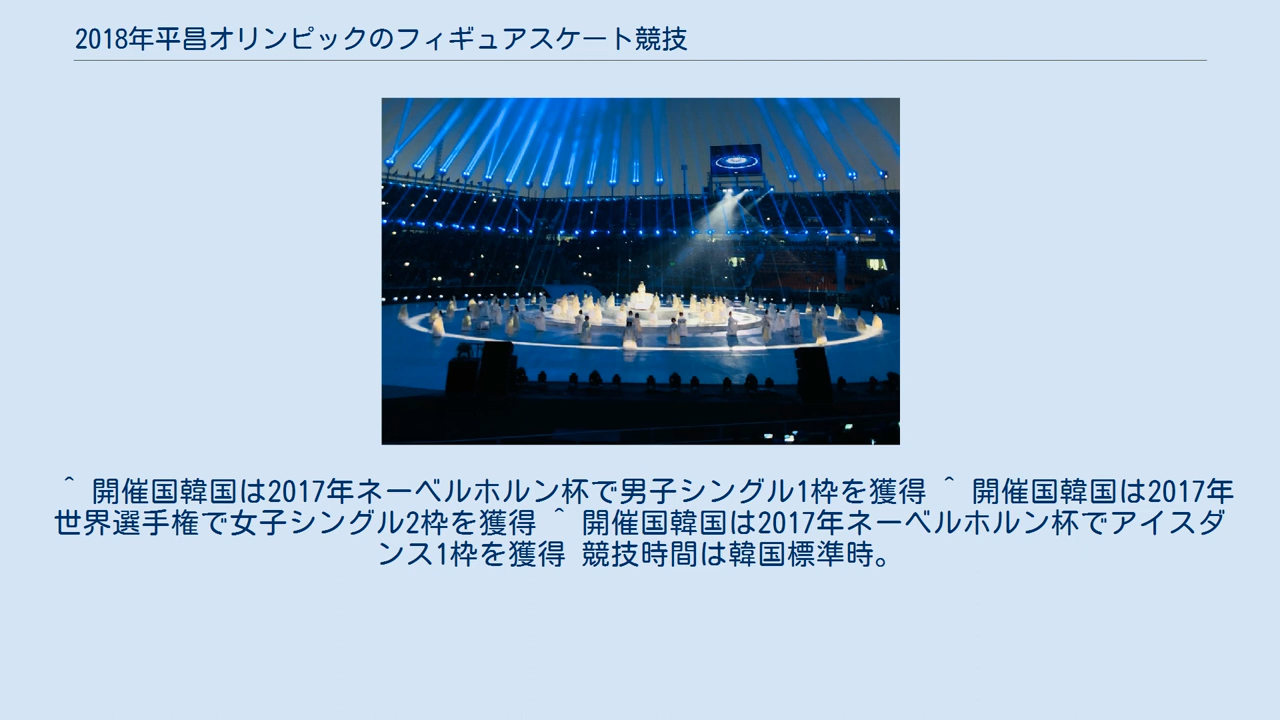 2018年平昌オリンピックのフィギュアスケート競技
^ 開催国韓国は2017年ネーベルホルン杯で男子シングル1枠を獲得 ^ 開催国韓国は2017年
世界選手権で女子シングル2枠を獲得 ^ 開催国韓国は2017年ネーベルホルン杯でアイスダ
ンス1枠を獲得 競技時間は韓国標準時。